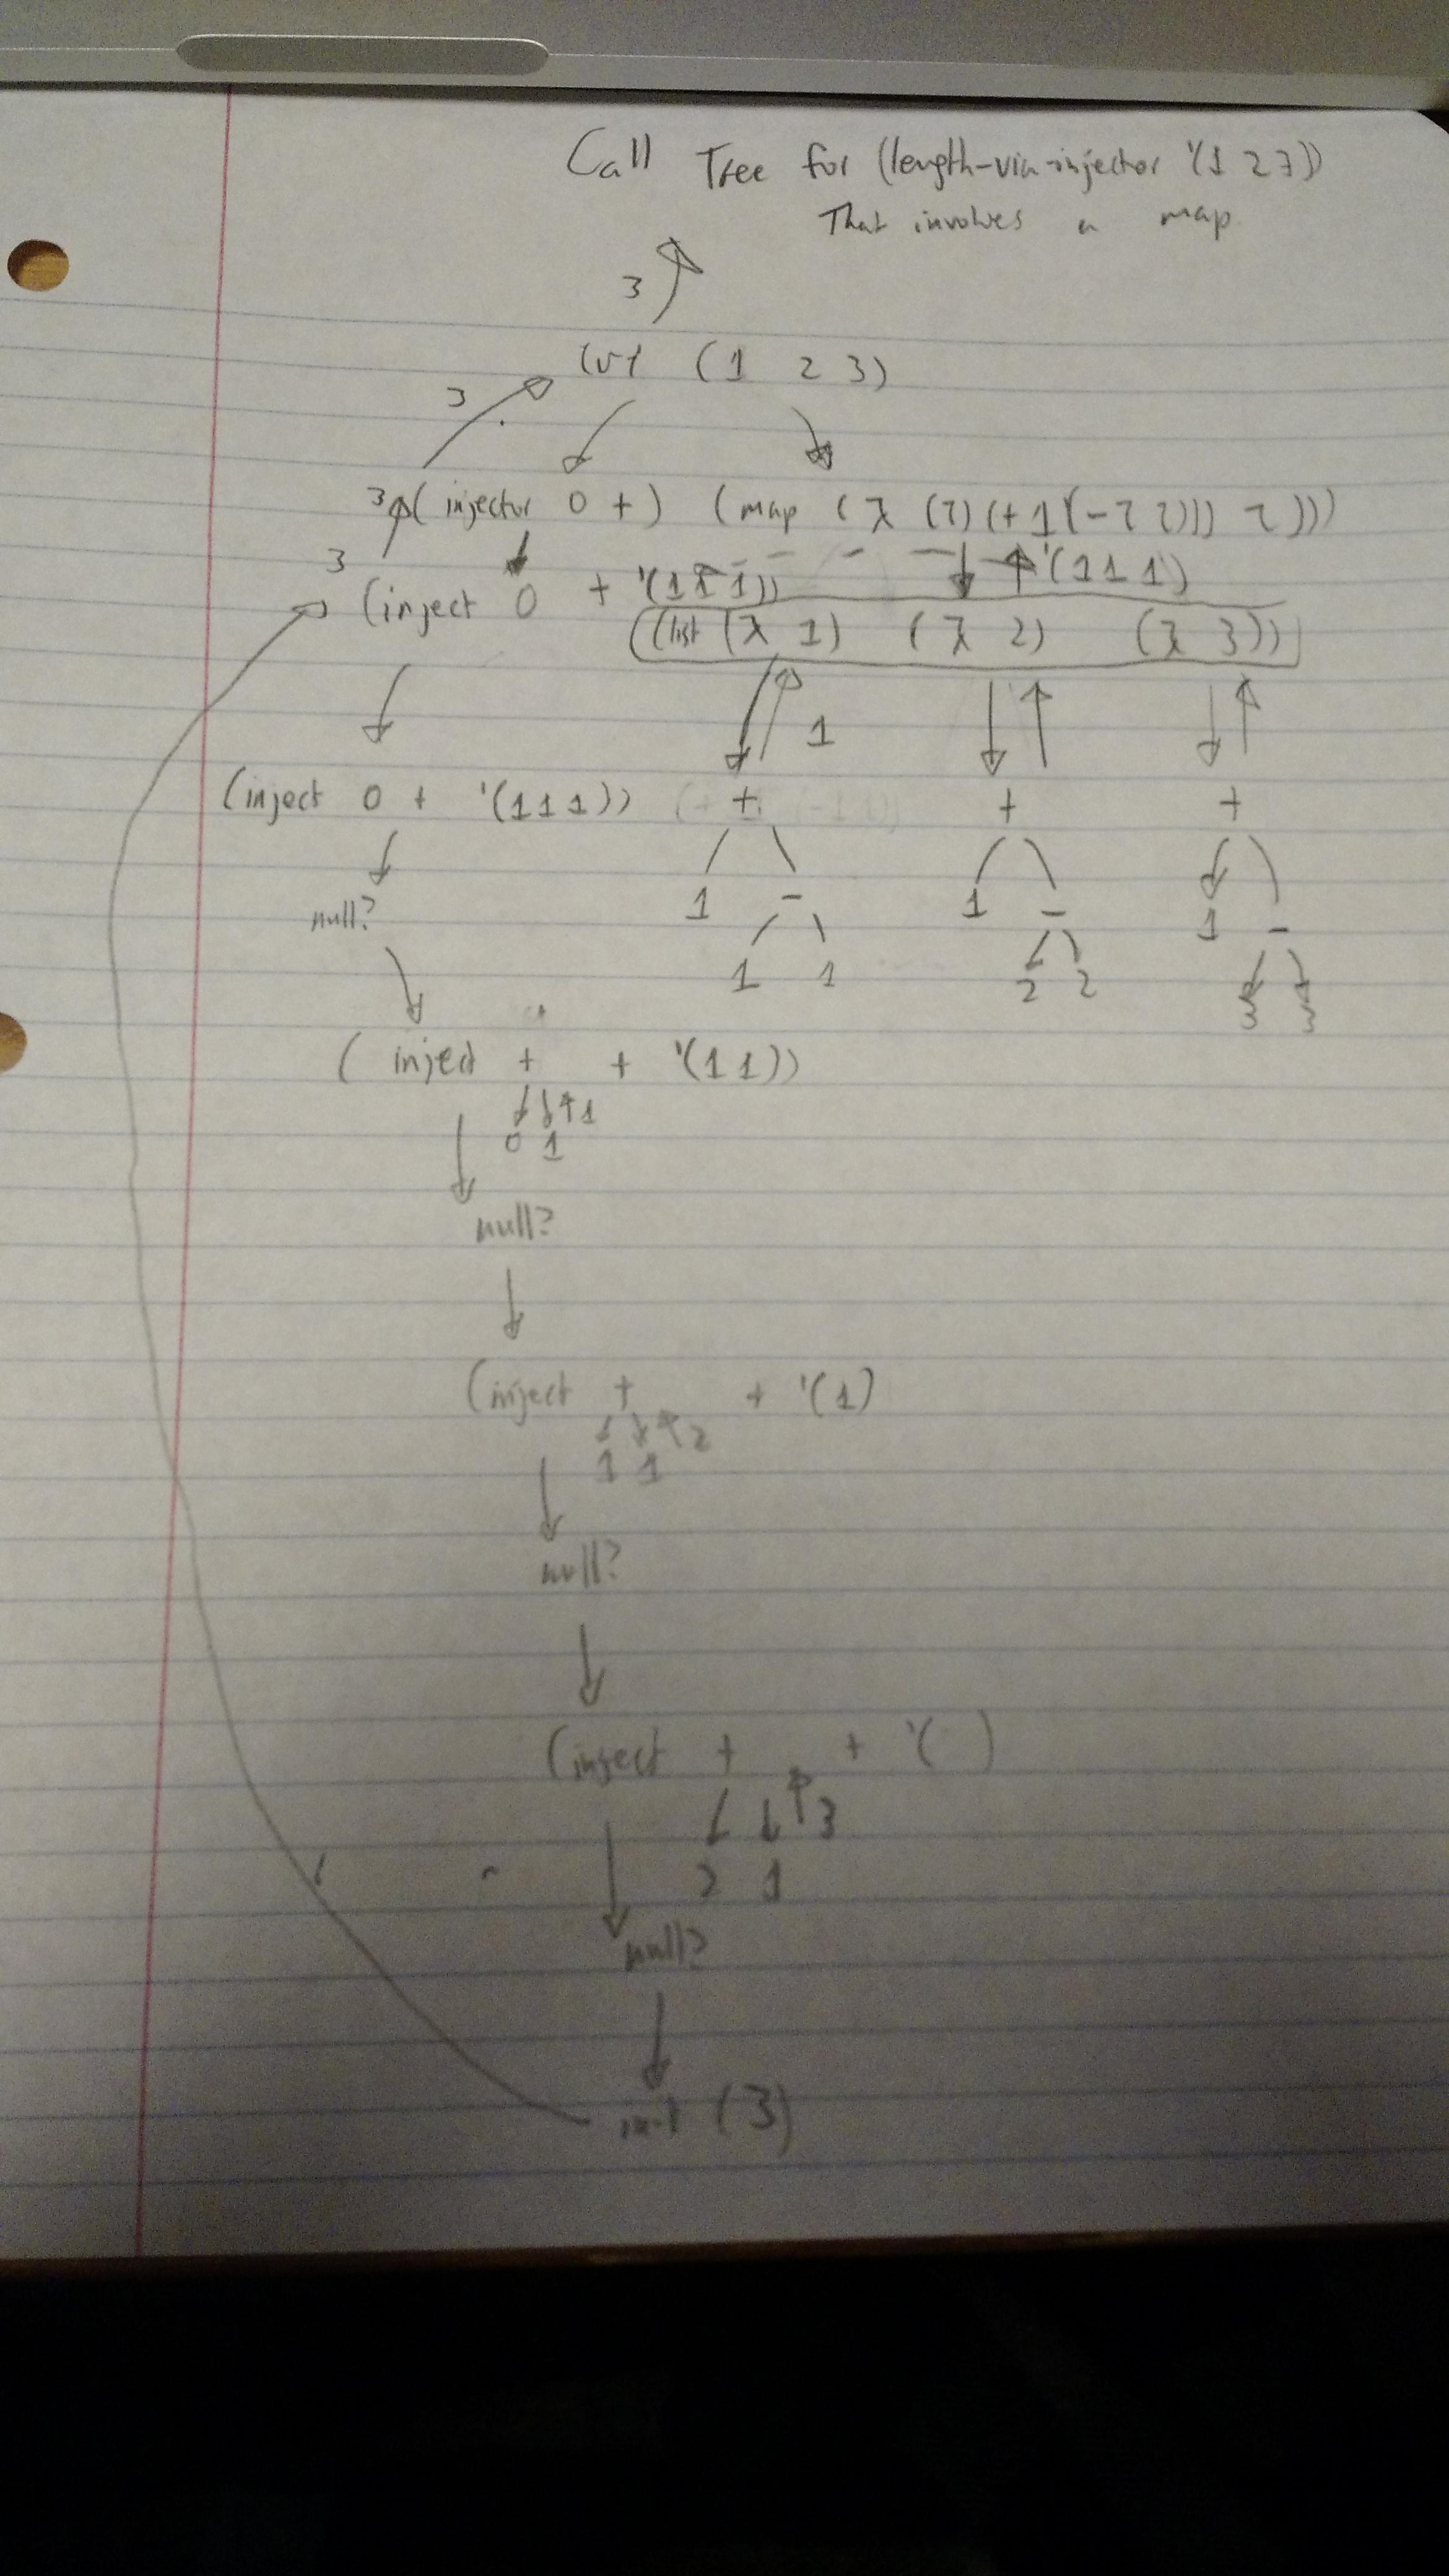 Call Tree for (length-via-injector '(1 2 3))
That involves a map
3
(lvi (1 2 3)
3
3 (injector 0 +) (map (λ (z) (+ 1 (- z z))) z)))
3 '(1 1 1)
(inject 0 + '(1 1 1))
((list (λ 1) (λ 2) (λ 3))
1
(inject 0 + '(1 1 1)) + + +
null? 1 - 1 - 1 -
1 1 2 2 3 3
(inject + + '(1 1))
1
0 1
null?
(inject + + '(1)
2
1 1
null?
(inject + + '( )
3
2 1
null?
init (3)